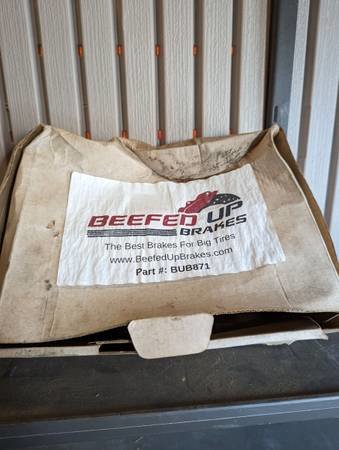 BEEFED UP
BRAKES
The Best Brakes For Big Tires
www.BeefedUpBrakes.com
Part #: BUB871